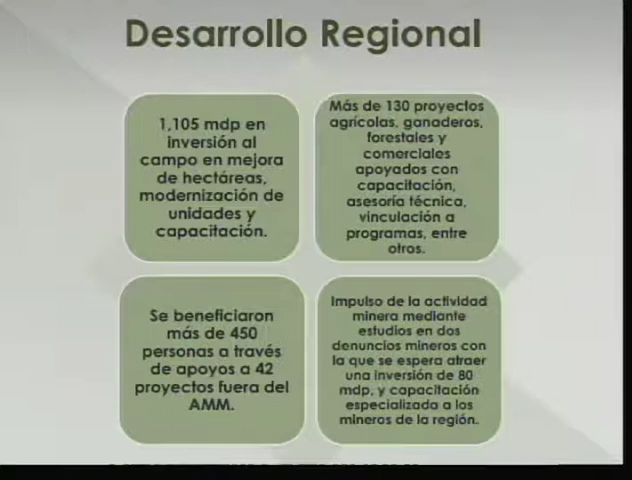 Desarrollo Regional
1,105 mdp en
inversión al
campo en mejora
de hectáreas,
modernización de
unidades y
capacitación.
Más de 130 proyectos
agrícolas, ganaderos,
forestales y
comerciales
apoyados con
capacitación,
asesoría técnica,
vinculación a
programas, entre
otros.
Se beneficiaron
más de 450
personas a través
de apoyos a 42
proyectos fuera del
AMM.
Impulso de la actividad
minera mediante
estudios en dos
denuncios mineros con
la que se espera atraer
una inversión de 80
mdp, y capacitación
especializada a los
mineros de la región.